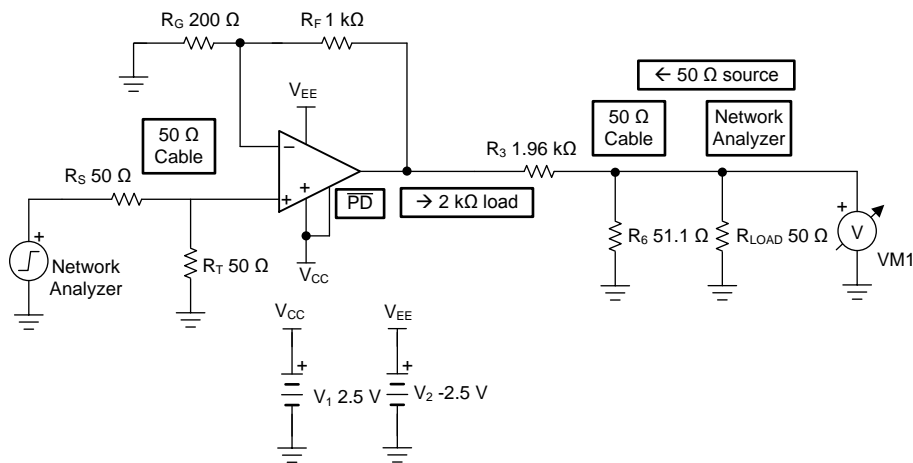 R_G 200 Ω
R_F 1 kΩ
V_EE
← 50 Ω source
50 Ω
Cable
50 Ω
Cable
Network
Analyzer
R_S 50 Ω
R_3 1.96 kΩ
−
+
+
PD
→ 2 kΩ load
+
Network
Analyzer
R_T 50 Ω
V_CC
R_6 51.1 Ω
R_LOAD 50 Ω
+
V
VM1
V_CC
V_EE
+
+
V_1 2.5 V
V_2 -2.5 V